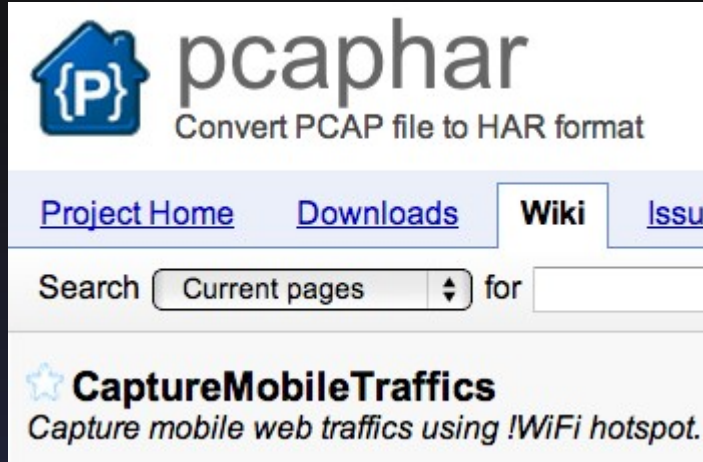 {P}
pcaphar
Convert PCAP file to HAR format
Project Home Downloads Wiki Issu
Search Current pages for
CaptureMobileTraffics
Capture mobile web traffics using !WiFi hotspot.